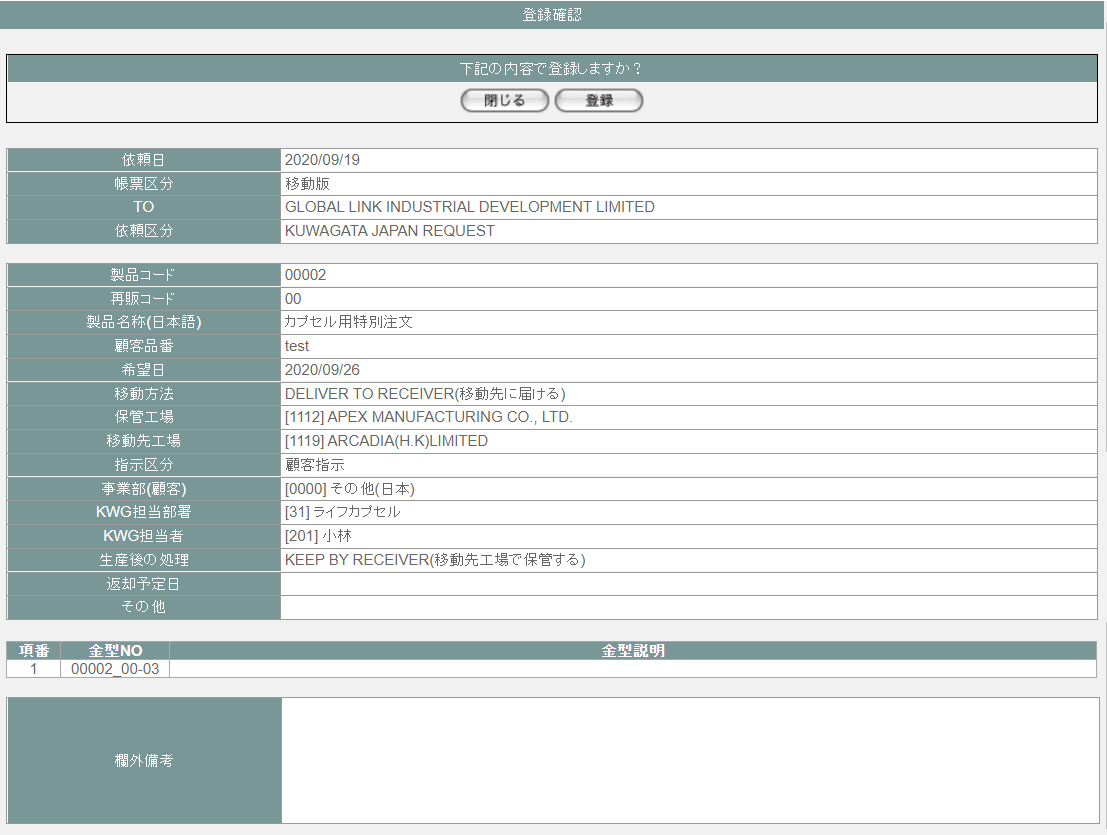 登録確認
下記の内容で登録しますか？
閉じる 登録
依頼日 2020/09/19
帳票区分 移動版
TO GLOBAL LINK INDUSTRIAL DEVELOPMENT LIMITED
依頼区分 KUWAGATA JAPAN REQUEST
製品コード 00002
再販コード 00
製品名称(日本語) カプセル用特別注文
顧客品番 test
希望日 2020/09/26
移動方法 DELIVER TO RECEIVER(移動先に届ける)
保管工場 [1112] APEX MANUFACTURING CO., LTD.
移動先工場 [1119] ARCADIA(H.K)LIMITED
指示区分 顧客指示
事業部(顧客) [0000] その他(日本)
KWG担当部署 [31] ライフカプセル
KWG担当者 [201] 小林
生産後の処理 KEEP BY RECEIVER(移動先工場で保管する)
返却予定日
その他
項番 金型NO 金型説明
1 00002_00-03
欄外備考